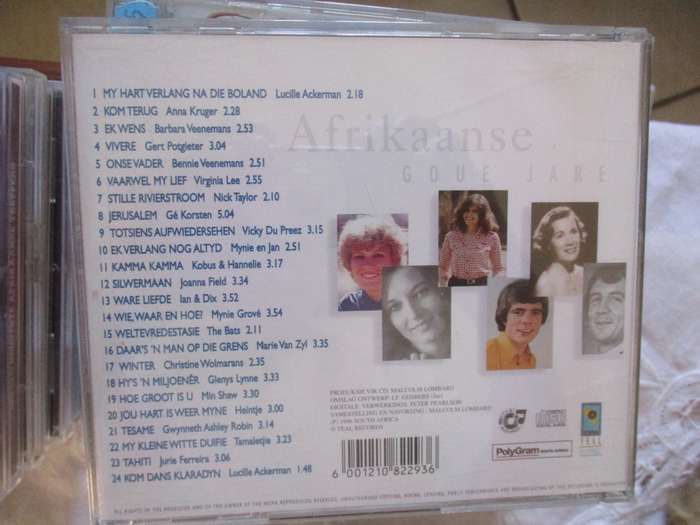 Afrikaanse
GOUE JARE
1 MY HART VERLANG NA DIE BOLAND Lucille Ackerman 2.18
2 KOM TERUG Anna Kruger 2.28
3 EK WENS Barbara Veenemans 2.53
4 VIVERE Gert Potgieter 3.04
5 ONSE VADER Bennie Veenemans 2.51
6 VAARWEL MY LIEF Virginia Lee 2.55
7 STILLE RIVIERSTROOM Nick Taylor 2.10
8 JERUSALEM Gé Korsten 5.04
9 TOTSIENS AUFWIEDERSEHEN Vicky Du Preez 3.15
10 EK VERLANG NOG ALTYD Mynie en Jan 2.51
11 KAMMA KAMMA Kobus & Hannelie 3.17
12 SILWERMAAN Joanna Field 3.34
13 WARE LIEFDE Ian & Dix 3.52
14 WIE, WAAR EN HOE? Mynie Grové 3.54
15 WELTEVREDESTASIE The Bats 2.11
16 DAAR'S 'N MAN OP DIE GRENS Marie Van Zyl 3.35
17 WINTER Christine Wolmarans 2.35
18 HY'S 'N MILJOENÊR Glenys Lynne 3.33
19 HOE GROOT IS U Min Shaw 3.30
20 JOU HART IS WEER MYNE Heintje 3.00
21 TESAME Gwynneth Ashley Robin 3.14
22 MY KLEINE WITTE DUIFIE Tamaletjie 3.31
23 TAHITI Jurie Ferreira 3.06
24 KOM DANS KLARADYN Lucille Ackerman 1.48
PRODUKSIE VIR CD: MALCOLM LOMBARD
DIGITALE VERWERKINGS: PETER PEARLSON
SAMESTELLING EN NAVORSING: MALCOLM LOMBARD
(P) 1996 SOUTH AFRICA
© TEAL RECORDS
6 001210 822936
PolyGram SOUTH AFRICA
TEAL